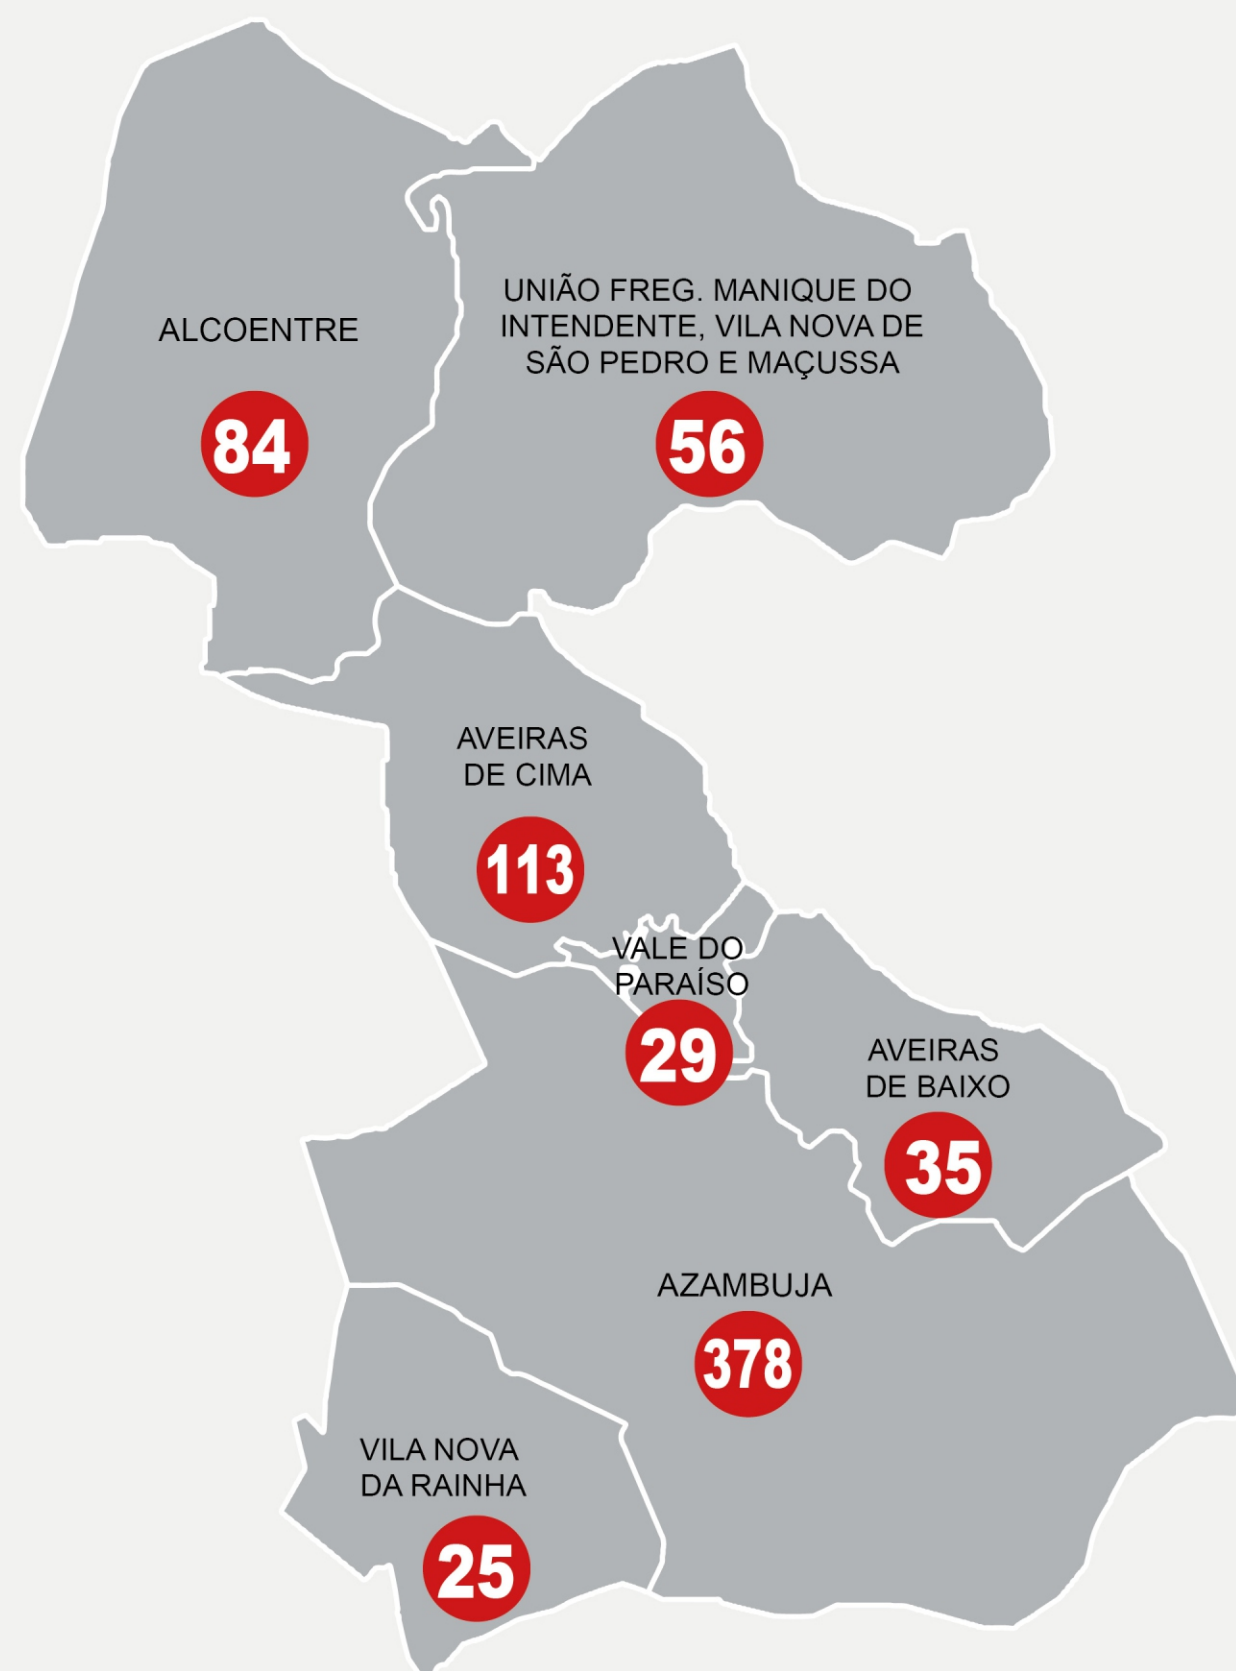 ALCOENTRE
84
UNIÃO FREG. MANIQUE DO
INTENDENTE, VILA NOVA DE
SÃO PEDRO E MAÇUSSA
56
AVEIRAS
DE CIMA
113
VALE DO
PARAÍSO
29
AVEIRAS
DE BAIXO
35
AZAMBUJA
378
VILA NOVA
DA RAINHA
25